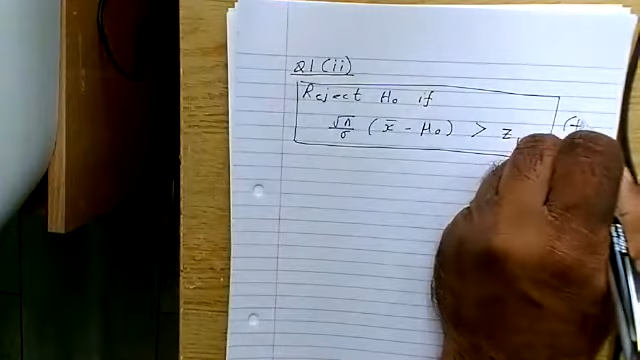 Q1 (ii)
Reject H₀ if
√n/σ ( x̄ - μ₀ ) > z